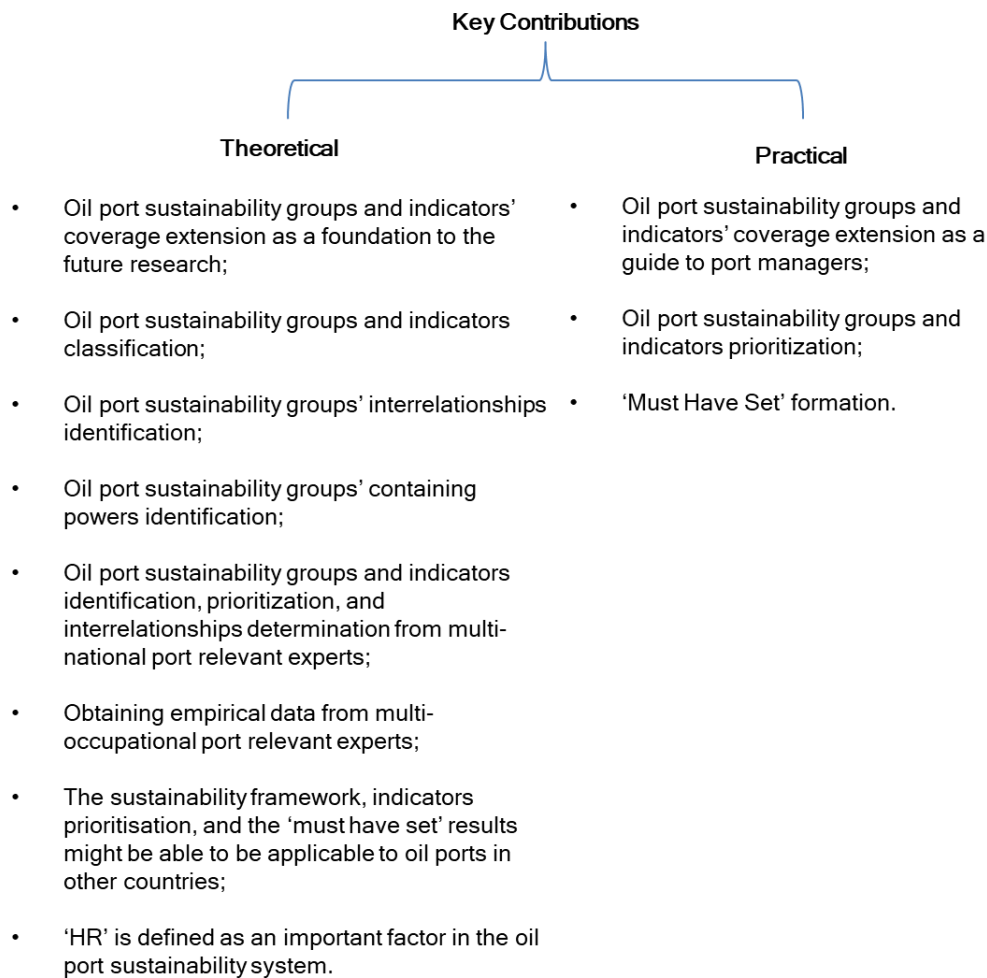 Key Contributions
Theoretical
• Oil port sustainability groups and indicators’
coverage extension as a foundation to the
future research;
• Oil port sustainability groups and indicators
classification;
• Oil port sustainability groups’ interrelationships
identification;
• Oil port sustainability groups’ containing
powers identification;
• Oil port sustainability groups and indicators
identification, prioritization, and
interrelationships determination from multi-
national port relevant experts;
• Obtaining empirical data from multi-
occupational port relevant experts;
• The sustainability framework, indicators
prioritisation, and the ‘must have set’ results
might be able to be applicable to oil ports in
other countries;
• ‘HR’ is defined as an important factor in the oil
port sustainability system.
Practical
• Oil port sustainability groups and
indicators’ coverage extension as a
guide to port managers;
• Oil port sustainability groups and
indicators prioritization;
• ‘Must Have Set’ formation.